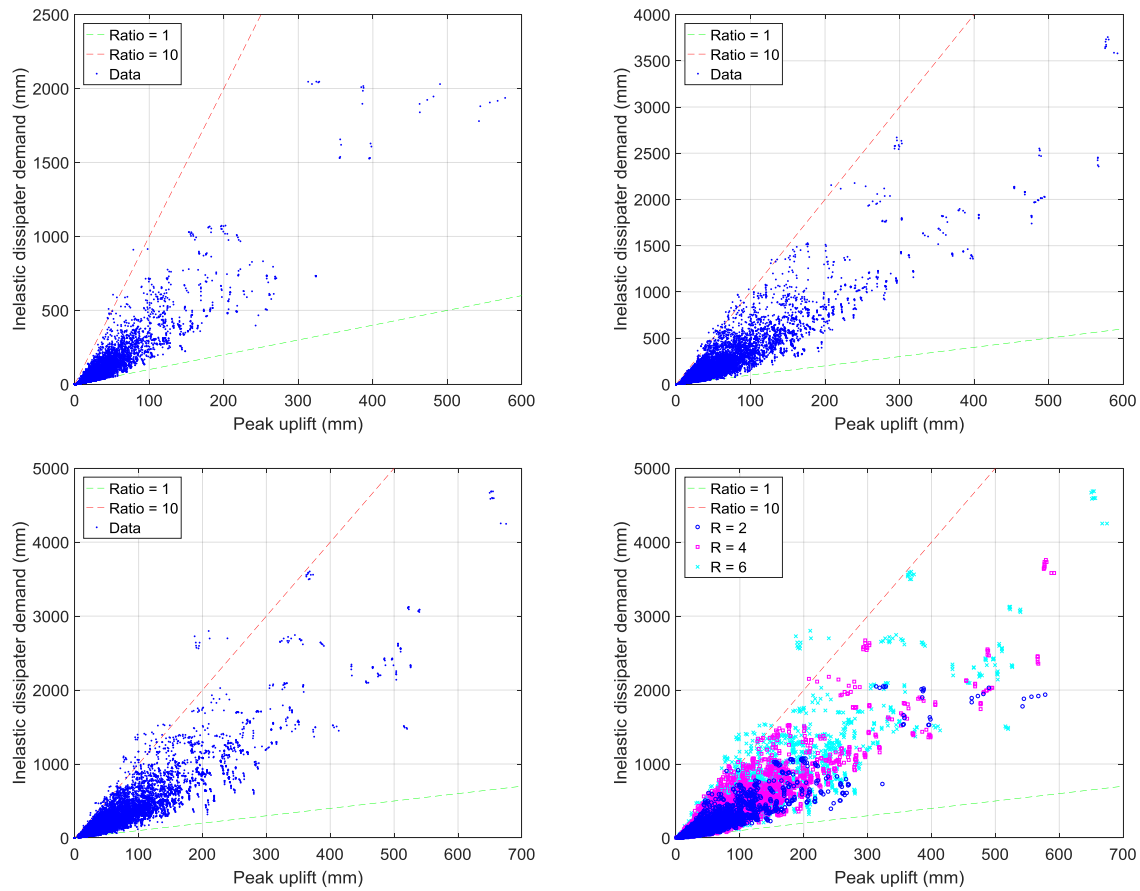 2500
2000
1500
1000
500
0
Inelastic dissipater demand (mm)
Ratio = 1
Ratio = 10
Data
0 100 200 300 400 500 600
Peak uplift (mm)
4000
3500
3000
2500
2000
1500
1000
500
0
Inelastic dissipater demand (mm)
Ratio = 1
Ratio = 10
Data
0 100 200 300 400 500 600
Peak uplift (mm)
5000
4000
3000
2000
1000
0
Inelastic dissipater demand (mm)
Ratio = 1
Ratio = 10
Data
0 100 200 300 400 500 600 700
Peak uplift (mm)
5000
4000
3000
2000
1000
0
Inelastic dissipater demand (mm)
Ratio = 1
Ratio = 10
R = 2
R = 4
R = 6
0 100 200 300 400 500 600 700
Peak uplift (mm)